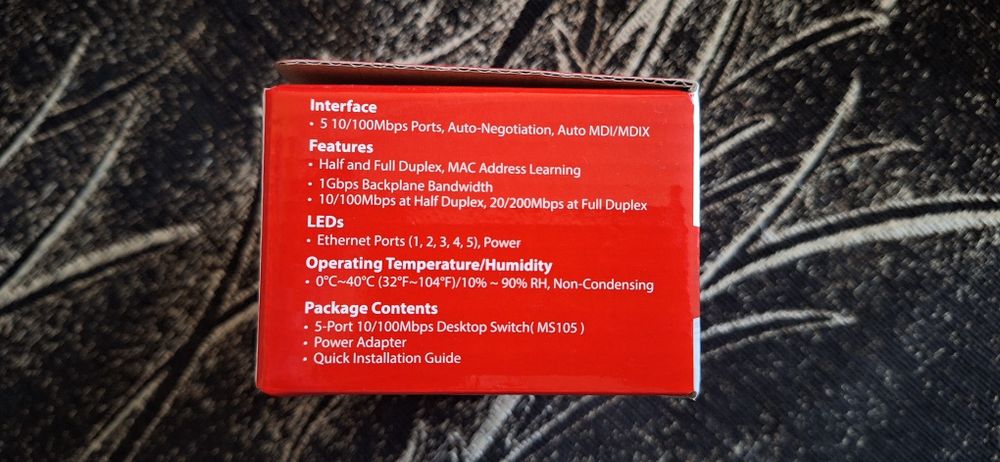 Interface
• 5 10/100Mbps Ports, Auto-Negotiation, Auto MDI/MDIX
Features
• Half and Full Duplex, MAC Address Learning
• 1Gbps Backplane Bandwidth
• 10/100Mbps at Half Duplex, 20/200Mbps at Full Duplex
LEDs
• Ethernet Ports (1, 2, 3, 4, 5), Power
Operating Temperature/Humidity
• 0°C~40°C (32°F~104°F)/10% ~ 90% RH, Non-Condensing
Package Contents
• 5-Port 10/100Mbps Desktop Switch( MS105 )
• Power Adapter
• Quick Installation Guide